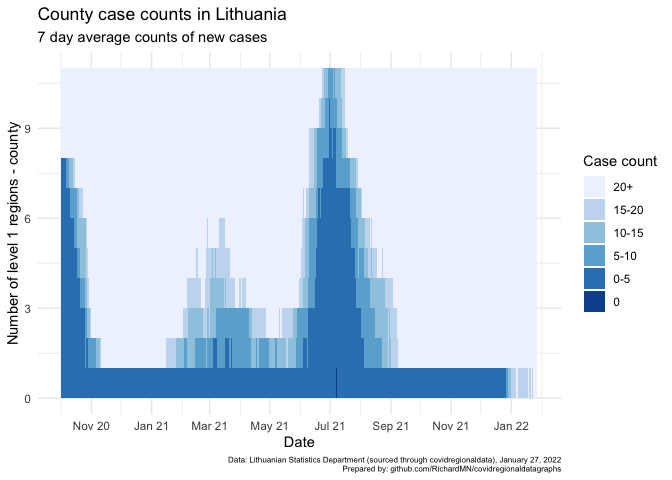 County case counts in Lithuania
7 day average counts of new cases
Number of level 1 regions - county
9
6
3
0
Nov 20
Jan 21
Mar 21
May 21
Jul 21
Sep 21
Nov 21
Jan 22
Date
Case count
20+
15-20
10-15
5-10
0-5
0
Data: Lithuanian Statistics Department (sourced through covidregionaldata), January 27, 2022
Prepared by: github.com/RichardMN/covidregionaldatagraphs